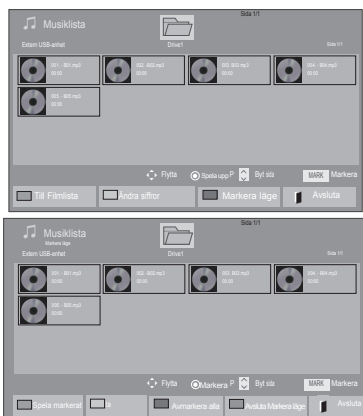 Sida 1/1
Musiklista
Extern USB-enhet Drive1 Sida 1/1
001. - B01.mp3 002. - B02.mp3 003. B03.mp3 004. - B04.mp3
00:00 00:00 00:00 00:00
005. - B05.mp3
00:00
Flytta Spela upp P Byt sida MARK Markera
Till Filmlista Ändra siffror Markera läge Avsluta
Sida 1/1
Musiklista
Markera läge
Extern USB-enhet Drive1 Sida 1/1
001. - B01.mp3 002. - B02.mp3 003. B03.mp3 004. - B04.mp3
00:00 00:00 00:00 00:00
005. - B05.mp3
00:00
Flytta Markera P Byt sida MARK Markera
Spela markerat Avmarkera alla Avsluta Markera läge Avsluta